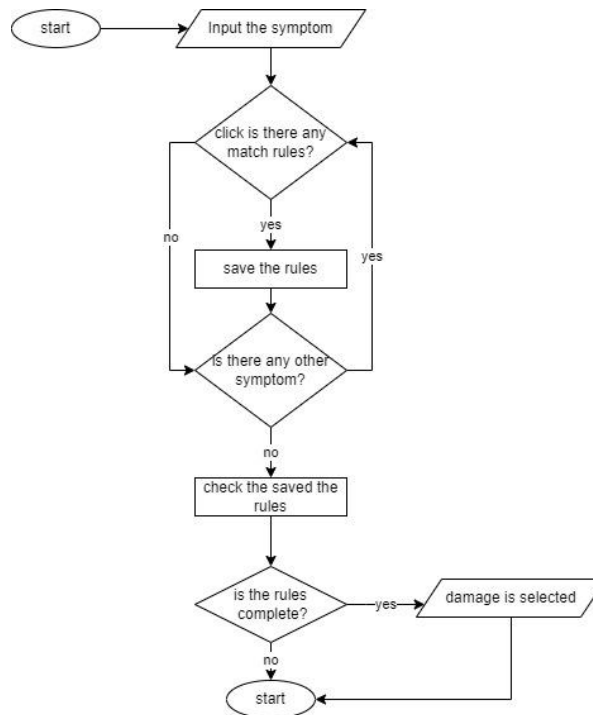 start
Input the symptom
click is there any
match rules?
no
yes
save the rules
yes
is there any other
symptom?
no
check the saved the
rules
is the rules
complete?
yes
damage is selected
no
start